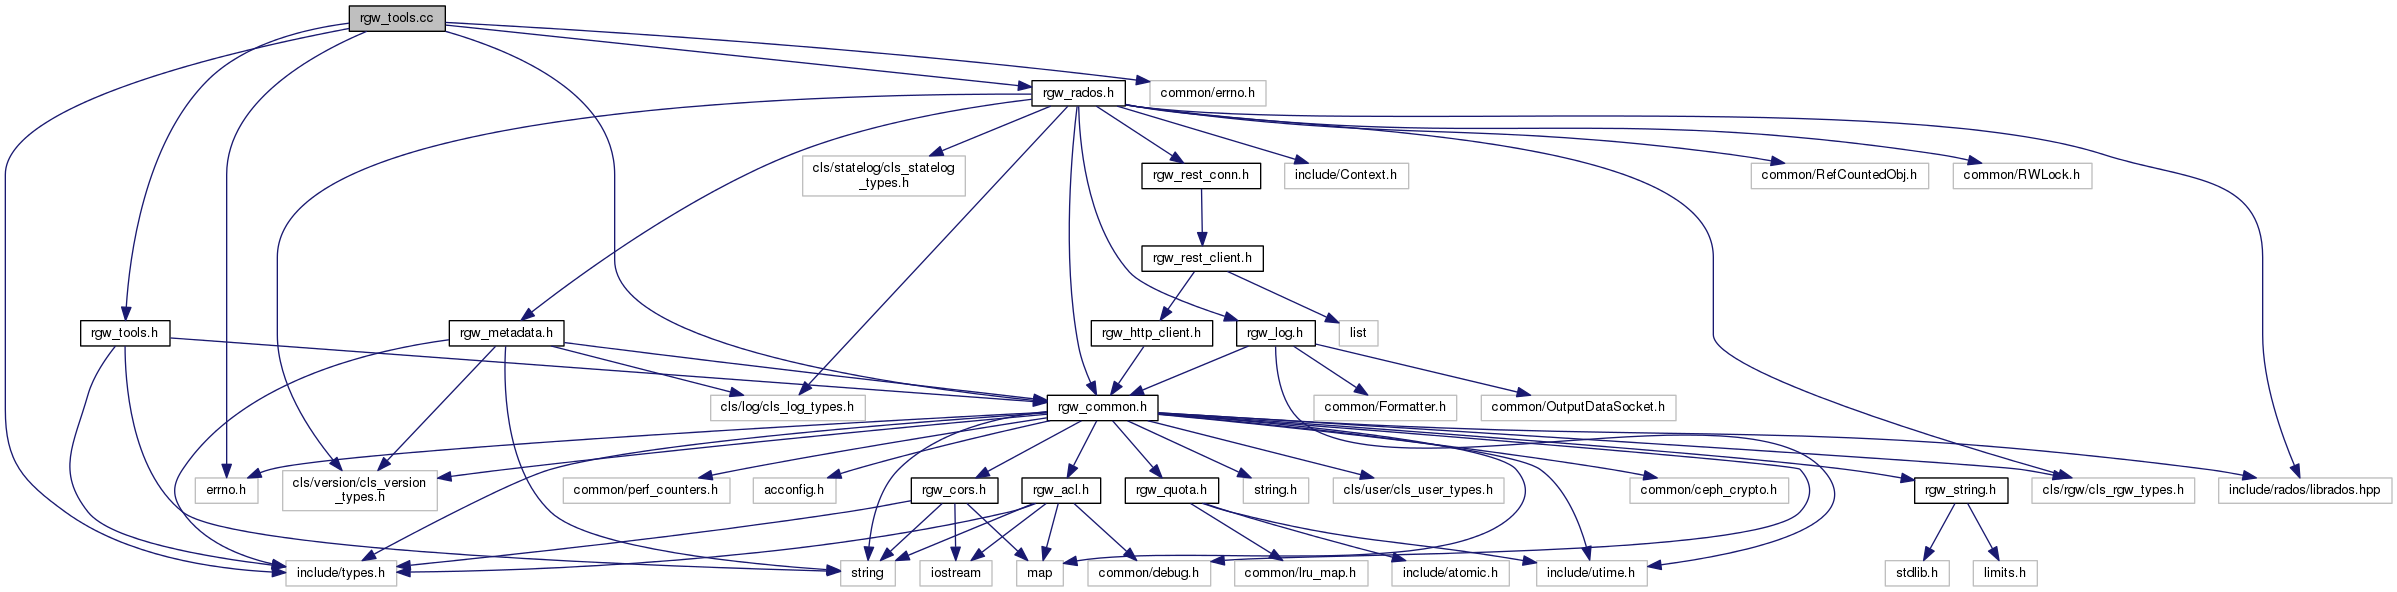 rgw_tools.cc
rgw_rados.h
common/errno.h
cls/statelog/cls_statelog
_types.h
rgw_rest_conn.h
include/Context.h
common/RefCountedObj.h
common/RWLock.h
rgw_rest_client.h
rgw_tools.h
rgw_metadata.h
rgw_http_client.h
rgw_log.h
list
cls/log/cls_log_types.h
rgw_common.h
common/Formatter.h
common/OutputDataSocket.h
errno.h
cls/version/cls_version
_types.h
common/perf_counters.h
acconfig.h
rgw_cors.h
rgw_acl.h
rgw_quota.h
string.h
cls/user/cls_user_types.h
common/ceph_crypto.h
rgw_string.h
cls/rgw/cls_rgw_types.h
include/rados/librados.hpp
include/types.h
string
iostream
map
common/debug.h
common/lru_map.h
include/atomic.h
include/utime.h
stdlib.h
limits.h